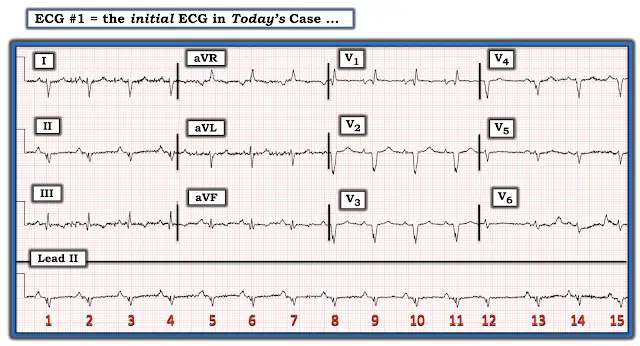 ECG #1 = the initial ECG in Today's Case ...
I aVR V1 V4
II aVL V2 V5
III aVF V3 V6
Lead II
1 2 3 4 5 6 7 8 9 10 11 12 13 14 15